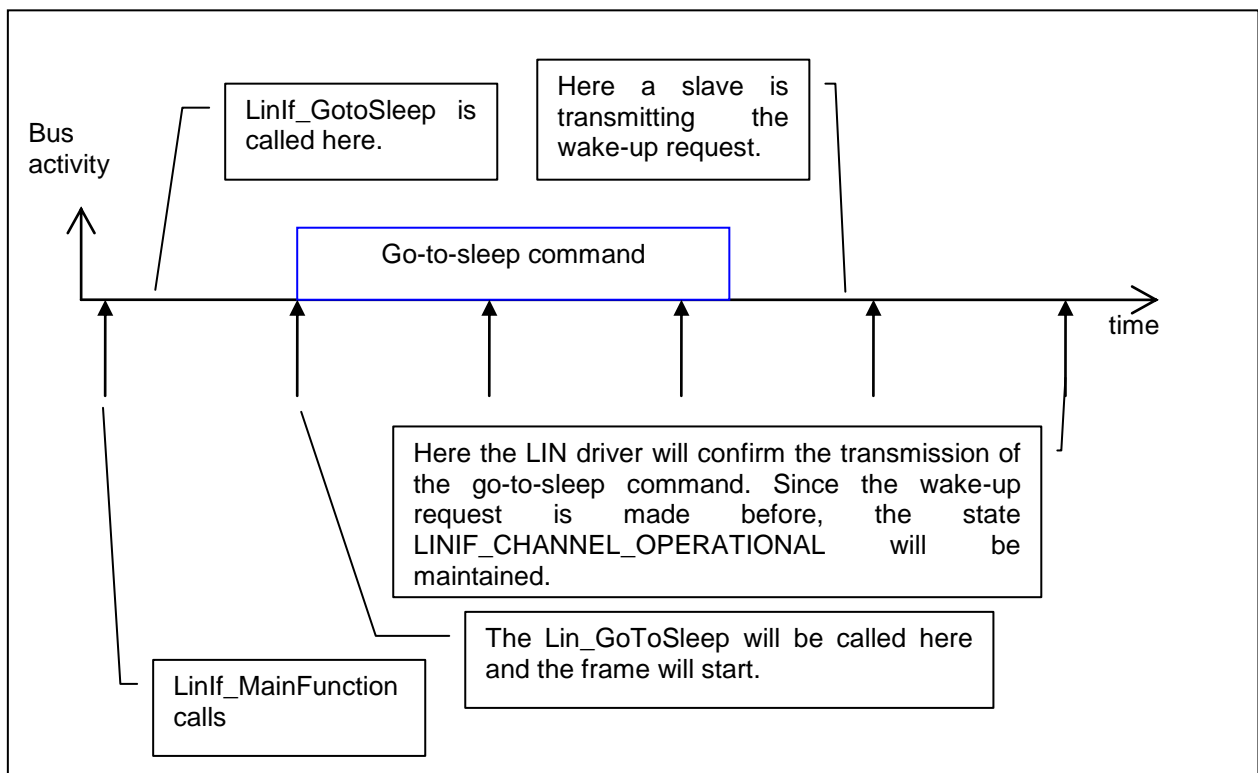 LinIf_GotoSleep is
called here.
Here a slave is
transmitting the
wake-up request.
Bus
activity
Go-to-sleep command
time
Here the LIN driver will confirm the transmission of
the go-to-sleep command. Since the wake-up
request is made before, the state
LINIF_CHANNEL_OPERATIONAL will be
maintained.
The Lin_GoToSleep will be called here
and the frame will start.
LinIf_MainFunction
calls